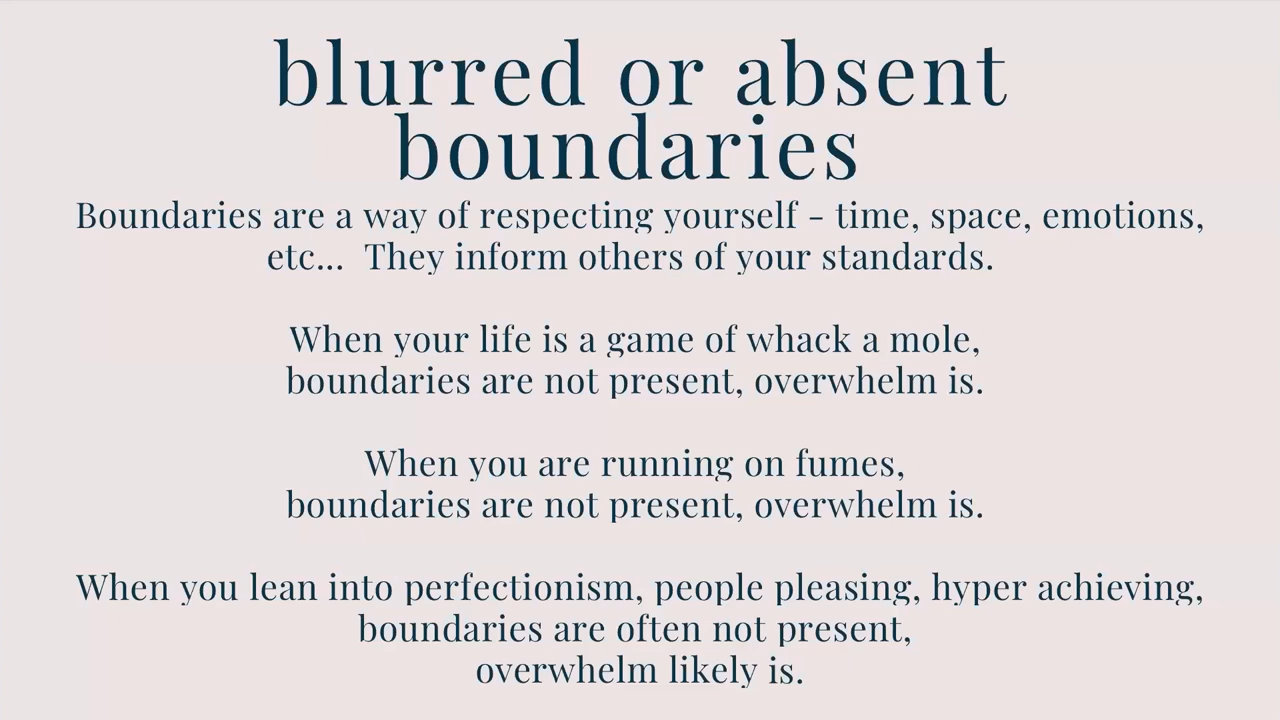 blurred or absent
boundaries
Boundaries are a way of respecting yourself - time, space, emotions,
etc... They inform others of your standards.
When your life is a game of whack a mole,
boundaries are not present, overwhelm is.
When you are running on fumes,
boundaries are not present, overwhelm is.
When you lean into perfectionism, people pleasing, hyper achieving,
boundaries are often not present,
overwhelm likely is.